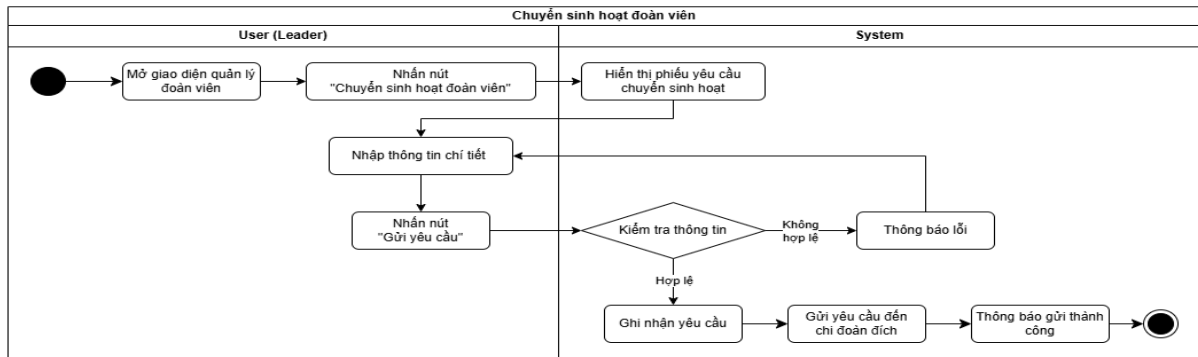 Chuyển sinh hoạt đoàn viên
User (Leader)
System
Mở giao diện quản lý
đoàn viên
Nhấn nút
"Chuyển sinh hoạt đoàn viên"
Hiển thị phiếu yêu cầu
chuyển sinh hoạt
Nhập thông tin chi tiết
Nhấn nút
"Gửi yêu cầu"
Kiểm tra thông tin
Không
hợp lệ
Thông báo lỗi
Hợp lệ
Ghi nhận yêu cầu
Gửi yêu cầu đến
chi đoàn đích
Thông báo gửi thành
công